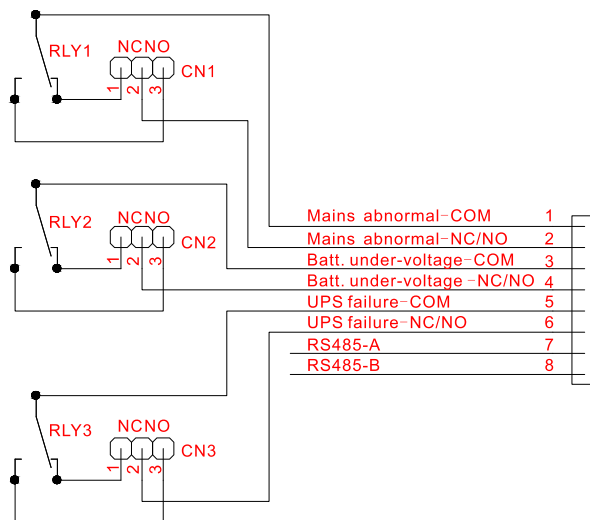 RLY1
NCNO
CN1
1 2 3
RLY2
NCNO
CN2
1 2 3
Mains abnormal-COM 1
Mains abnormal-NC/NO 2
Batt. under-voltage-COM 3
Batt. under-voltage -NC/NO 4
UPS failure-COM 5
UPS failure-NC/NO 6
RS485-A 7
RS485-B 8
RLY3
NCNO
CN3
1 2 3